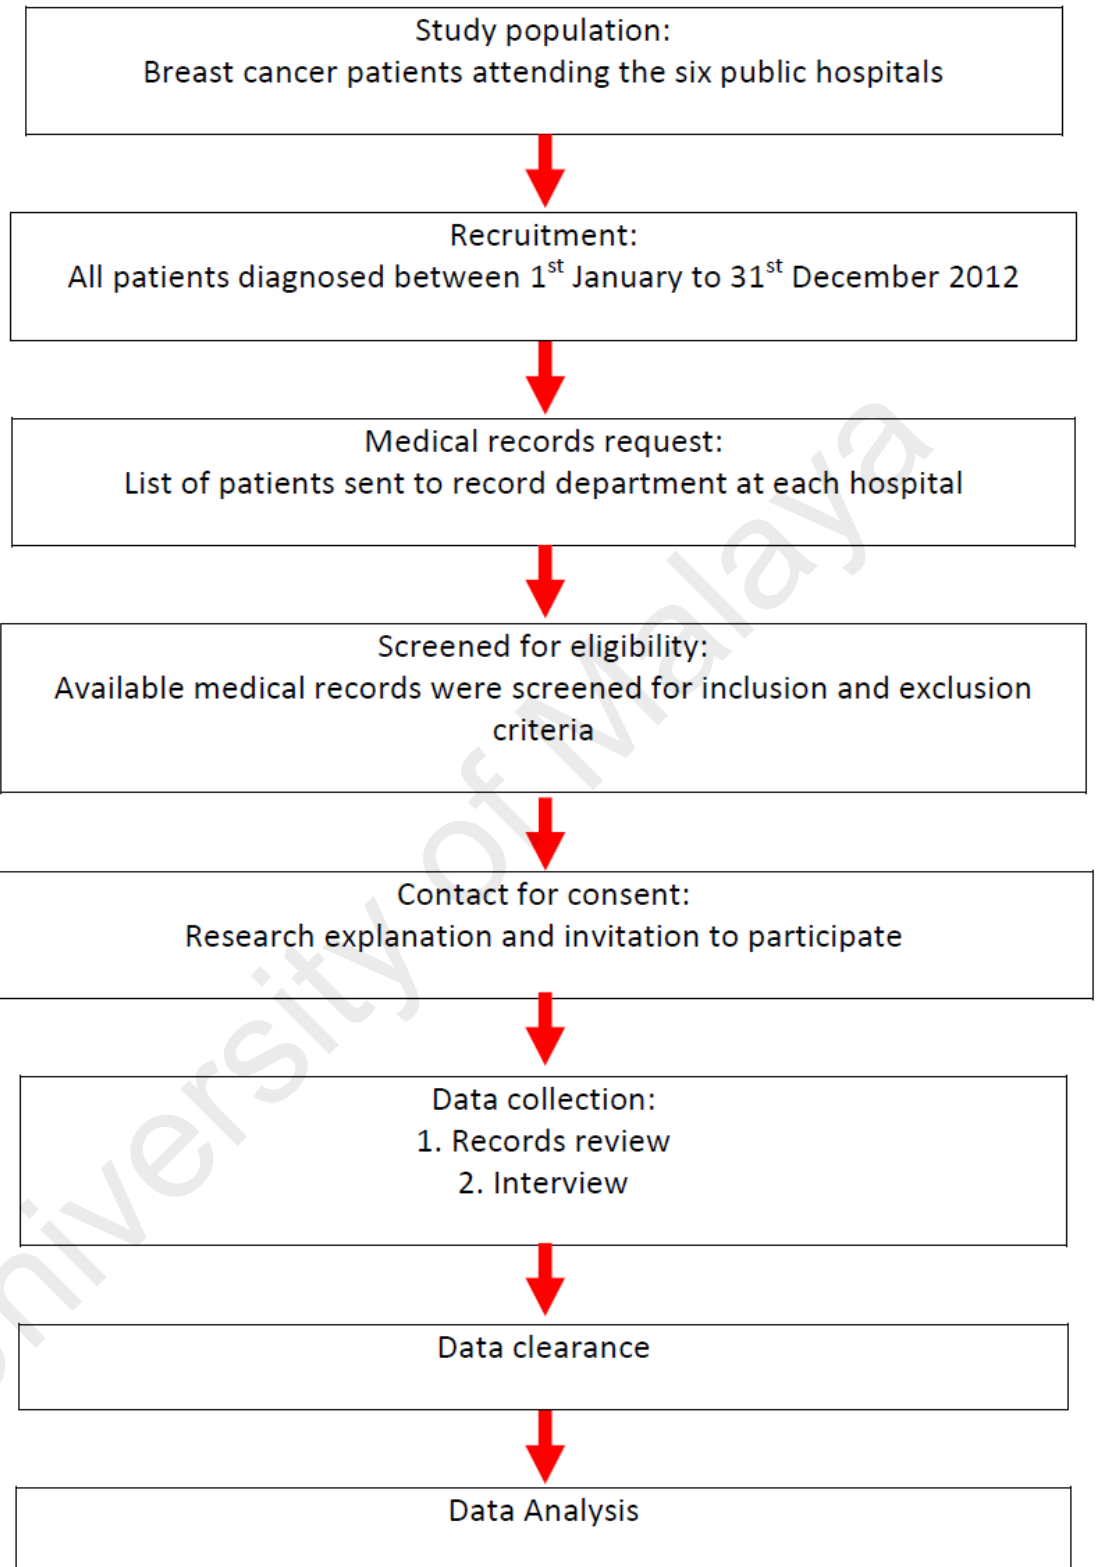 Study population:
Breast cancer patients attending the six public hospitals
Recruitment:
All patients diagnosed between 1st January to 31st December 2012
Medical records request:
List of patients sent to record department at each hospital
Screened for eligibility:
Available medical records were screened for inclusion and exclusion
criteria
Contact for consent:
Research explanation and invitation to participate
Data collection:
1. Records review
2. Interview
Data clearance
Data Analysis
University of Malaya